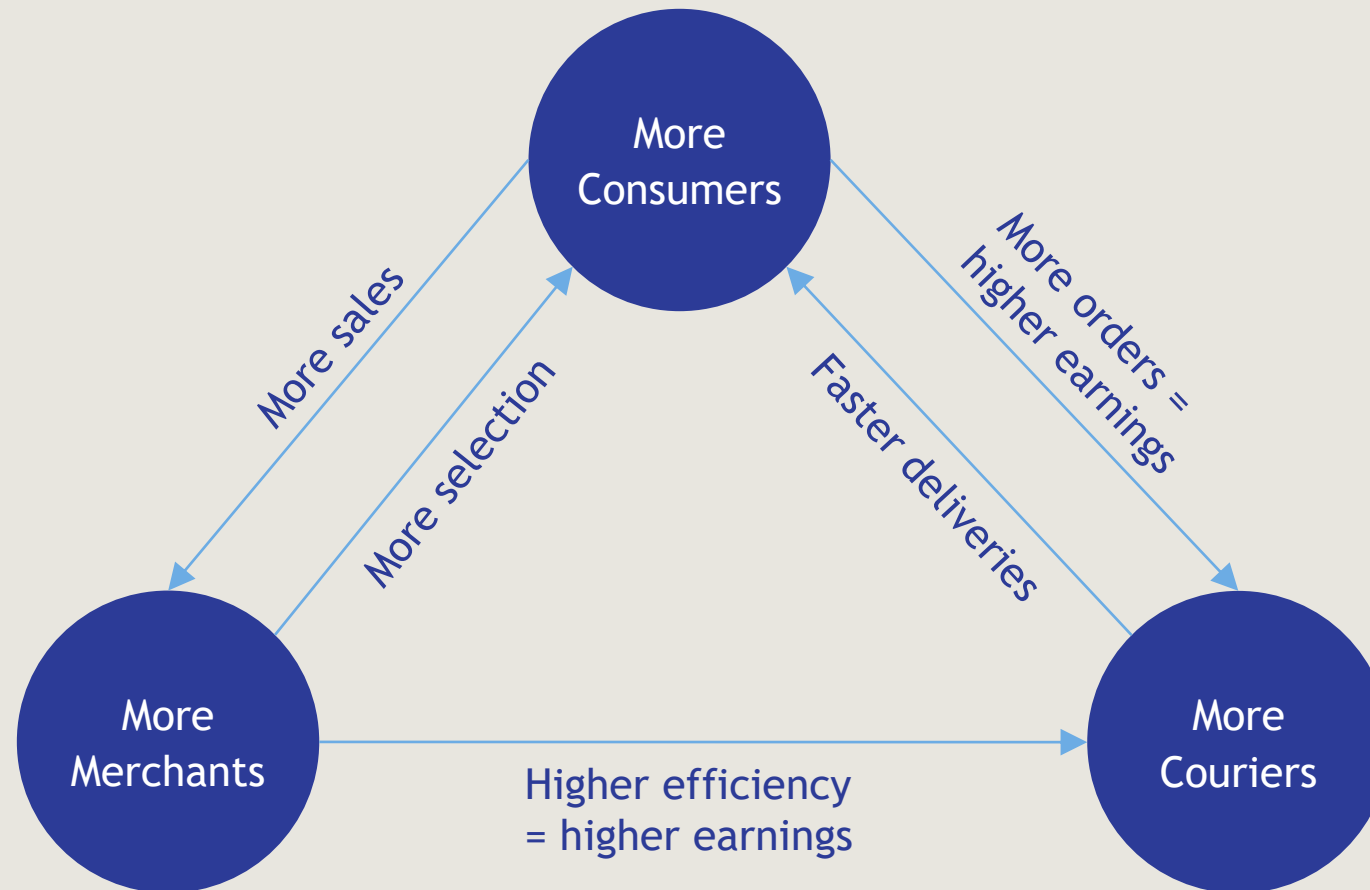 More
Consumers
More sales
More selection
More orders =
higher earnings
Faster deliveries
More
Merchants
Higher efficiency
= higher earnings
More
Couriers